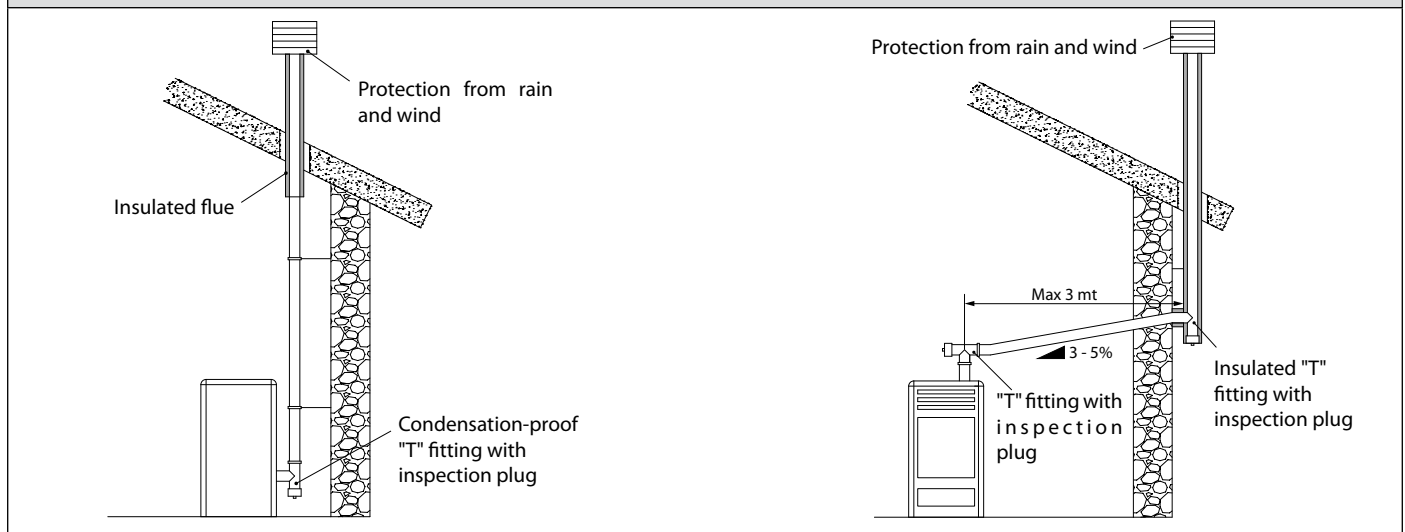 Protection from rain
and wind
Insulated flue
Condensation-proof
"T" fitting with
inspection plug
Protection from rain and wind
Max 3 mt
3 - 5%
"T" fitting with
inspection
plug
Insulated "T"
fitting with
inspection plug